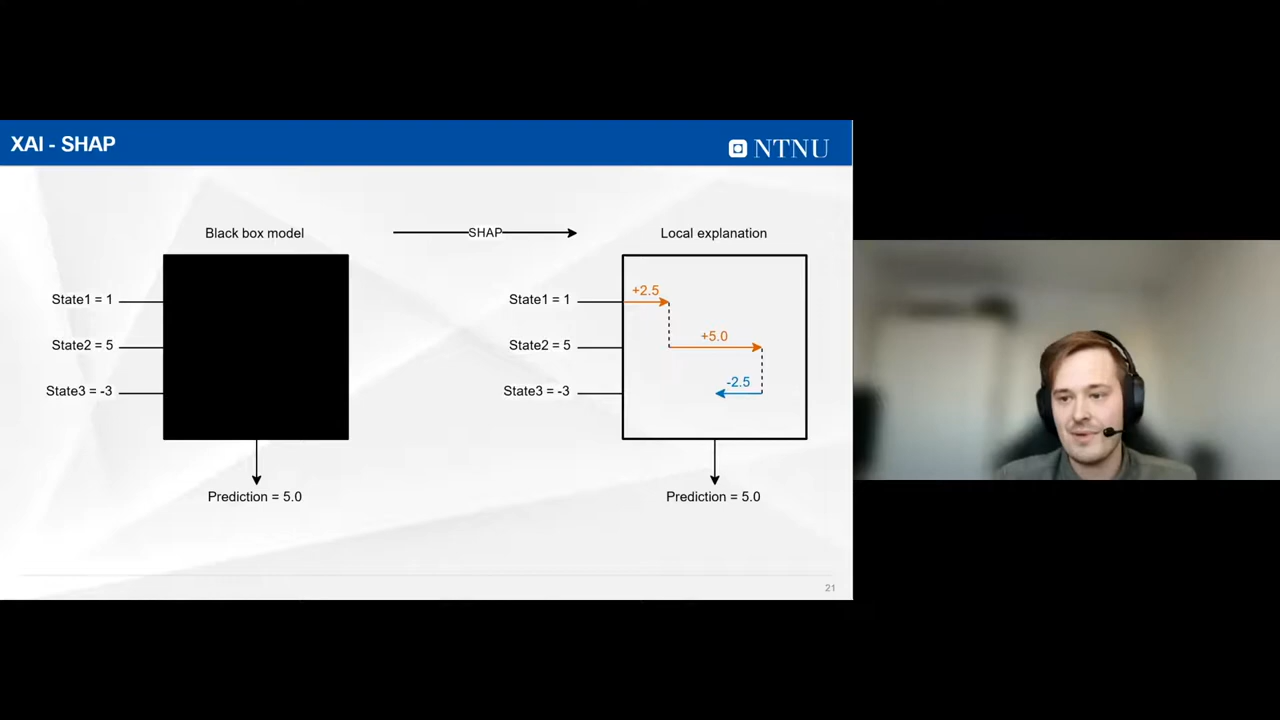 XAI - SHAP
NTNU
Black box model
SHAP
Local explanation
State1 = 1
State2 = 5
State3 = -3
Prediction = 5.0
State1 = 1
State2 = 5
State3 = -3
+2.5
+5.0
-2.5
Prediction = 5.0
21